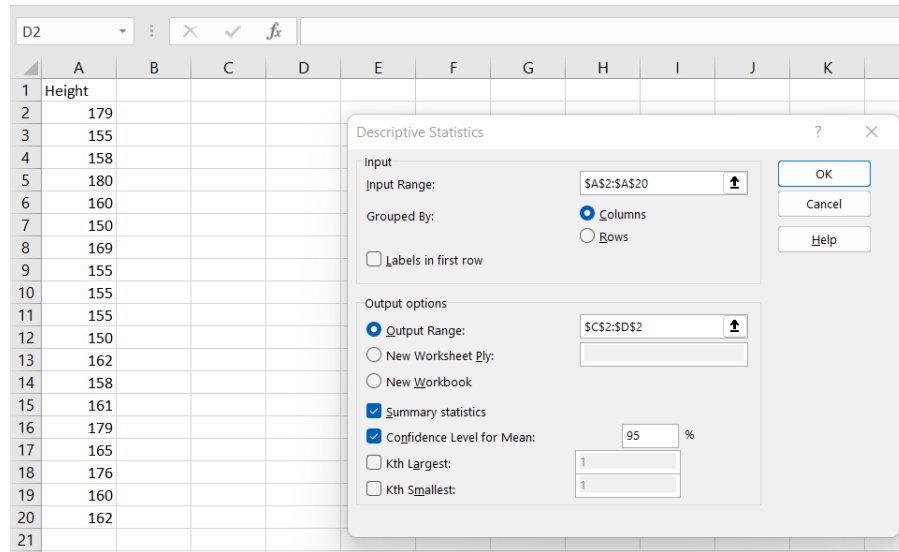 D2 fx
A B C D E F G H I J K
1 Height
2 179
3 155
4 158
5 180
6 160
7 150
8 169
9 155
10 155
11 155
12 150
13 162
14 158
15 161
16 179
17 165
18 176
19 160
20 162
21
Descriptive Statistics ?
Input
Input Range: $A$2:$A$20
Grouped By: Columns
Rows
Labels in first row
Output options
Output Range: $C$2:$D$2
New Worksheet Ply:
New Workbook
Summary statistics
Confidence Level for Mean: 95 %
Kth Largest: 1
Kth Smallest: 1
OK
Cancel
Help